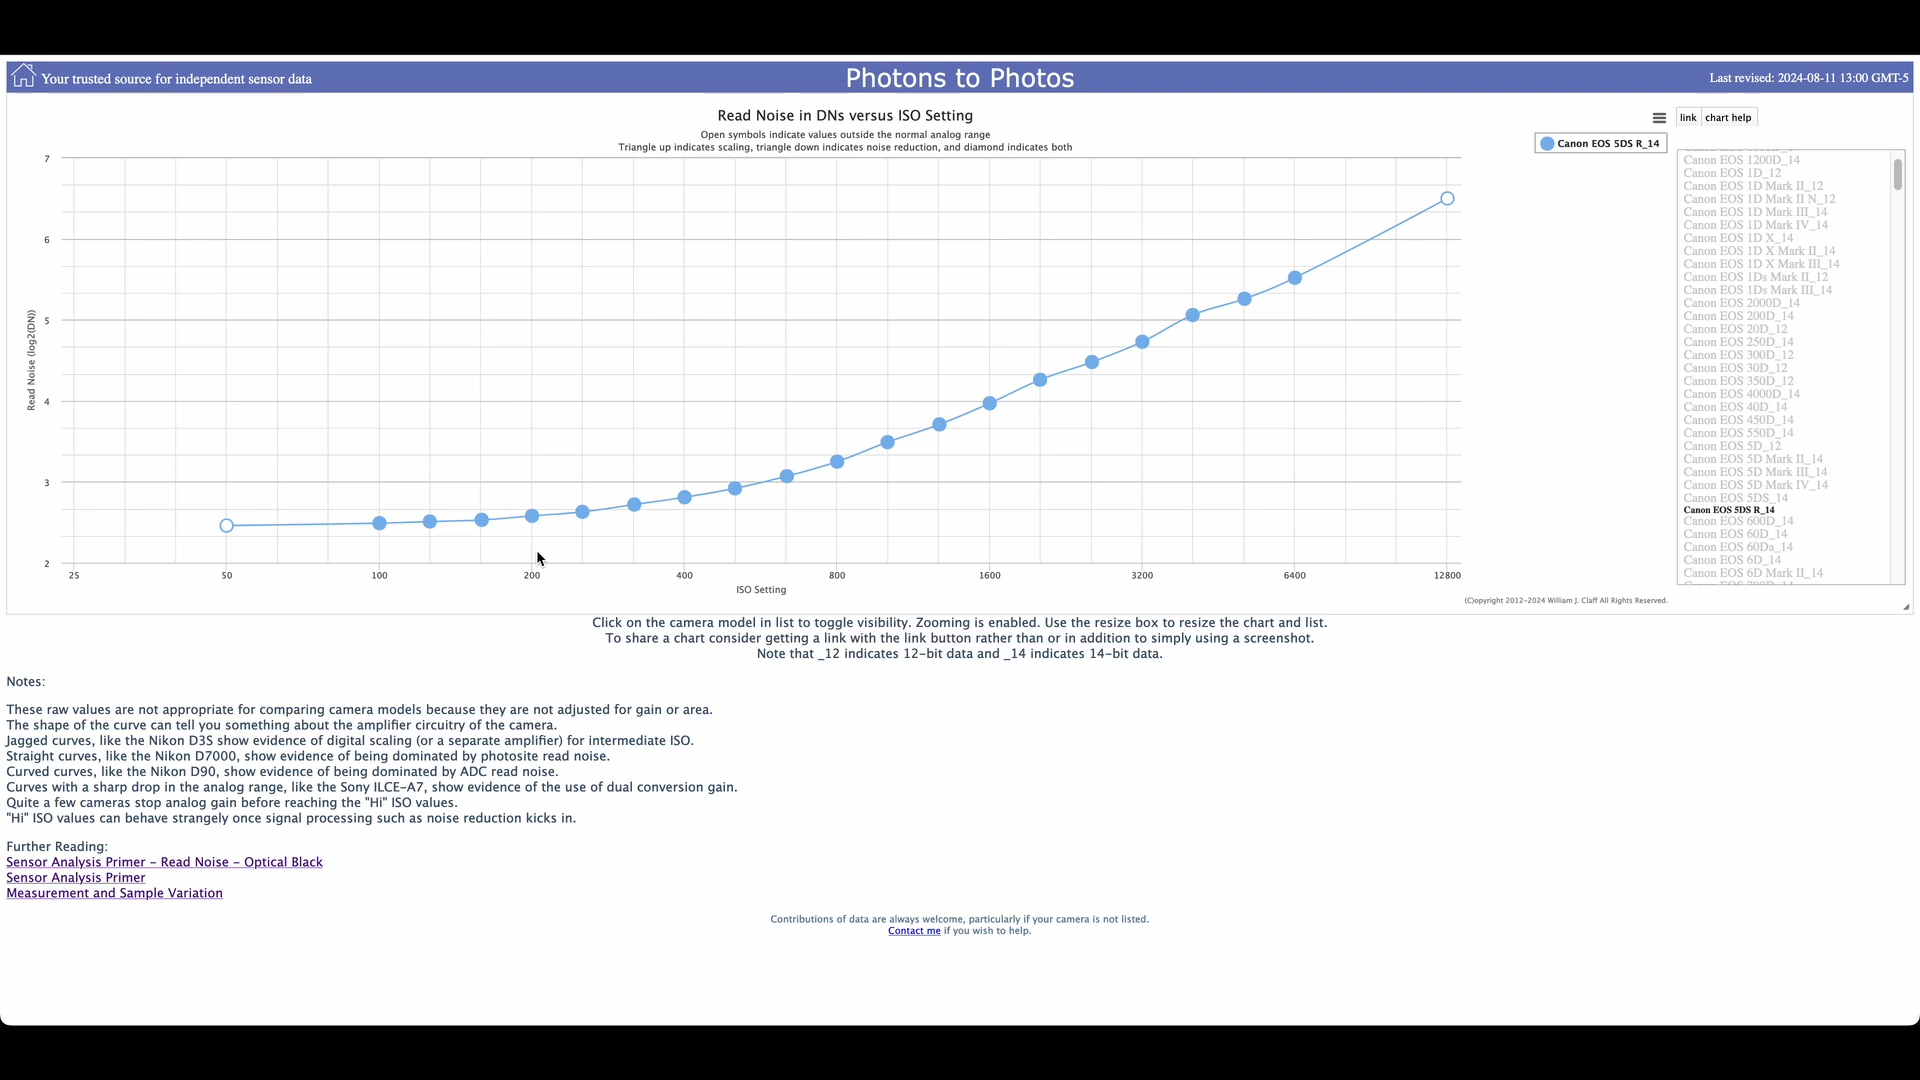 Your trusted source for independent sensor data
Photons to Photos
Last revised: 2024-08-11 13:00 GMT-5
Read Noise in DNs versus ISO Setting
Open symbols indicate values outside the normal analog range
Triangle up indicates scaling, triangle down indicates noise reduction, and diamond indicates both
link
chart help
Canon EOS 5DS R_14
Read Noise (log2(DN))
7
6
5
4
3
2
25
50
100
200
400
800
1600
3200
6400
12800
ISO Setting
Canon EOS 1200D_14
Canon EOS 1D_12
Canon EOS 1D Mark II_12
Canon EOS 1D Mark II N_12
Canon EOS 1D Mark III_14
Canon EOS 1D Mark IV_14
Canon EOS 1D X_14
Canon EOS 1D X Mark II_14
Canon EOS 1D X Mark III_14
Canon EOS 1Ds Mark II_12
Canon EOS 1Ds Mark III_14
Canon EOS 2000D_14
Canon EOS 200D_14
Canon EOS 20D_12
Canon EOS 250D_14
Canon EOS 300D_12
Canon EOS 30D_12
Canon EOS 350D_12
Canon EOS 4000D_14
Canon EOS 40D_14
Canon EOS 450D_14
Canon EOS 550D_14
Canon EOS 5D_12
Canon EOS 5D Mark II_14
Canon EOS 5D Mark III_14
Canon EOS 5D Mark IV_14
Canon EOS 5DS_14
Canon EOS 5DS R_14
Canon EOS 600D_14
Canon EOS 60D_14
Canon EOS 60Da_14
Canon EOS 6D_14
Canon EOS 6D Mark II_14
(C)opyright 2012-2024 William J. Claff All Rights Reserved.
Click on the camera model in list to toggle visibility. Zooming is enabled. Use the resize box to resize the chart and list.
To share a chart consider getting a link with the link button rather than or in addition to simply using a screenshot.
Note that _12 indicates 12-bit data and _14 indicates 14-bit data.
Notes:
These raw values are not appropriate for comparing camera models because they are not adjusted for gain or area.
The shape of the curve can tell you something about the amplifier circuitry of the camera.
Jagged curves, like the Nikon D3S show evidence of digital scaling (or a separate amplifier) for intermediate ISO.
Straight curves, like the Nikon D7000, show evidence of being dominated by photosite read noise.
Curved curves, like the Nikon D90, show evidence of being dominated by ADC read noise.
Curves with a sharp drop in the analog range, like the Sony ILCE-A7, show evidence of the use of dual conversion gain.
Quite a few cameras stop analog gain before reaching the "Hi" ISO values.
"Hi" ISO values can behave strangely once signal processing such as noise reduction kicks in.
Further Reading:
Sensor Analysis Primer - Read Noise - Optical Black
Sensor Analysis Primer
Measurement and Sample Variation
Contributions of data are always welcome, particularly if your camera is not listed.
Contact me if you wish to help.